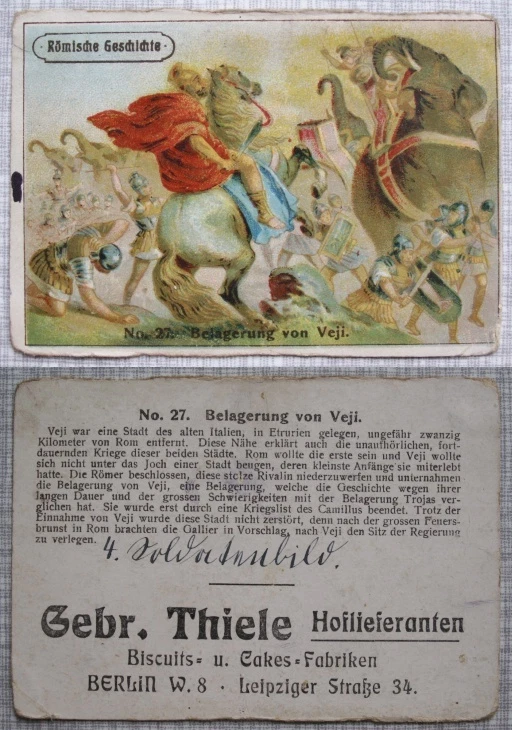 Römische Geschichte
No. 27. Belagerung von Veji.
No. 27. Belagerung von Veji.
Veji war eine Stadt des alten Italien, in Etrurien gelegen, ungefähr zwanzig
Kilometer von Rom entfernt. Diese Nähe erklärt auch die unaufhörlichen, fort-
dauernden Kriege dieser beiden Städte. Rom wollte die erste sein und Veji wollte
sich nicht unter das Joch einer Stadt beugen, deren kleinste Anfänge sie miterlebt
hatte. Die Römer beschlossen, diese stolze Rivalin niederzuwerfen und unternahmen
die Belagerung von Veji, eine Belagerung, welche die Geschichte wegen ihrer
langen Dauer und der grossen Schwierigkeiten mit der Belagerung Trojas ver-
glichen hat. Sie wurde erst durch eine Kriegslist des Camillus beendet. Trotz der
Einnahme von Veji wurde diese Stadt nicht zerstört, denn nach der grossen Feuers-
brunst in Rom brachten die Gallier in Vorschlag, nach Veji den Sitz der Regierung
zu verlegen.
4. Soldatenbild.
Gebr. Thiele Hoflieferanten
Biscuits= u. Cakes=Fabriken
BERLIN W. 8 · Leipziger Straße 34.